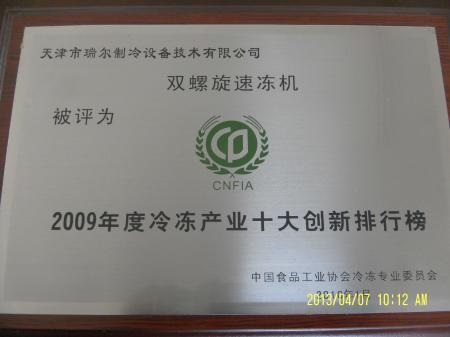 天津市瑞尔制冷设备技术有限公司
双螺旋速冻机
被评为
CNFIA
2009年度冷冻产业十大创新排行榜
中国食品工业协会冷冻专业委员会
2013/04/07 10:12 AM